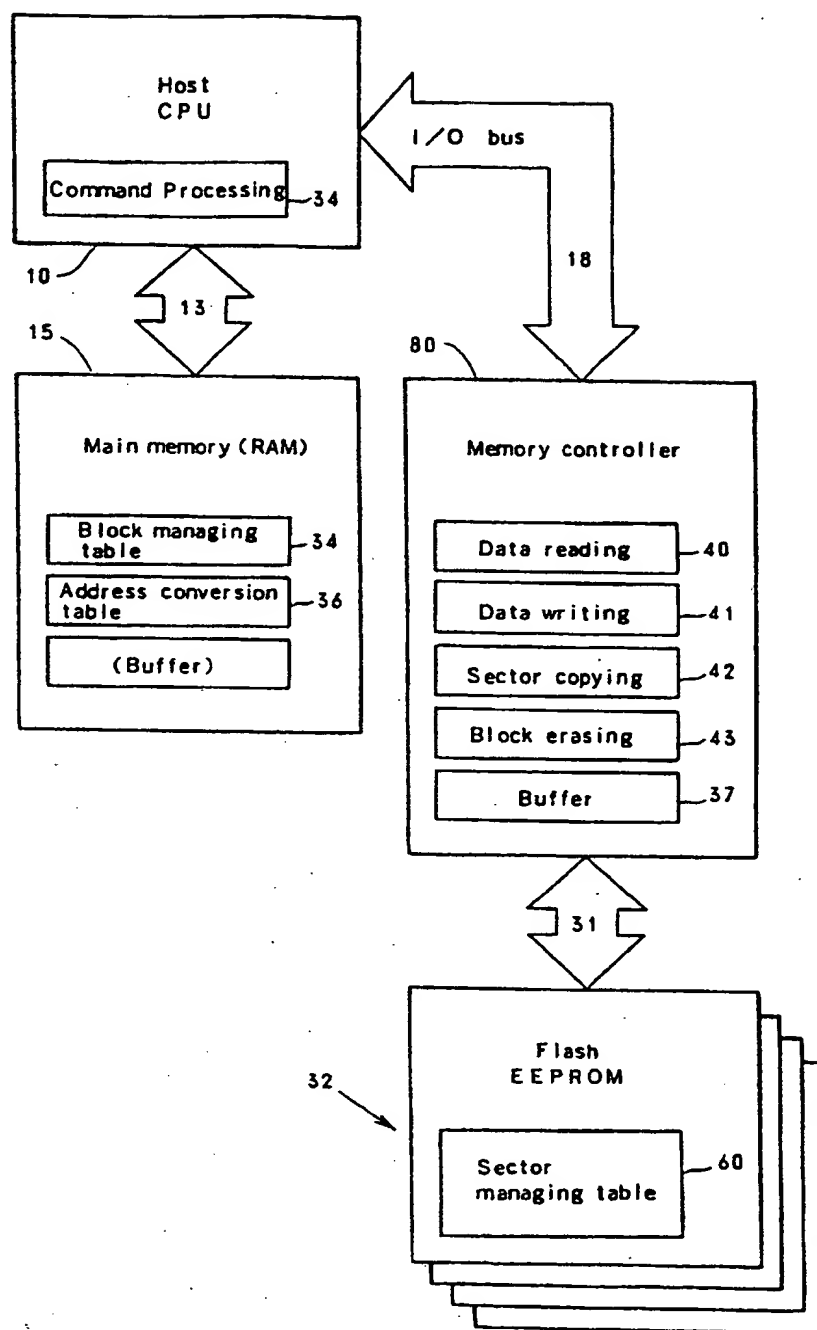 Host
CPU
Command Processing
34
10
13
I/O bus
18
15
Main memory (RAM)
Block managing
table
34
Address conversion
table
36
(Buffer)
80
Memory controller
Data reading
40
Data writing
41
Sector copying
42
Block erasing
43
Buffer
37
31
32
Flash
EEPROM
Sector
managing table
60